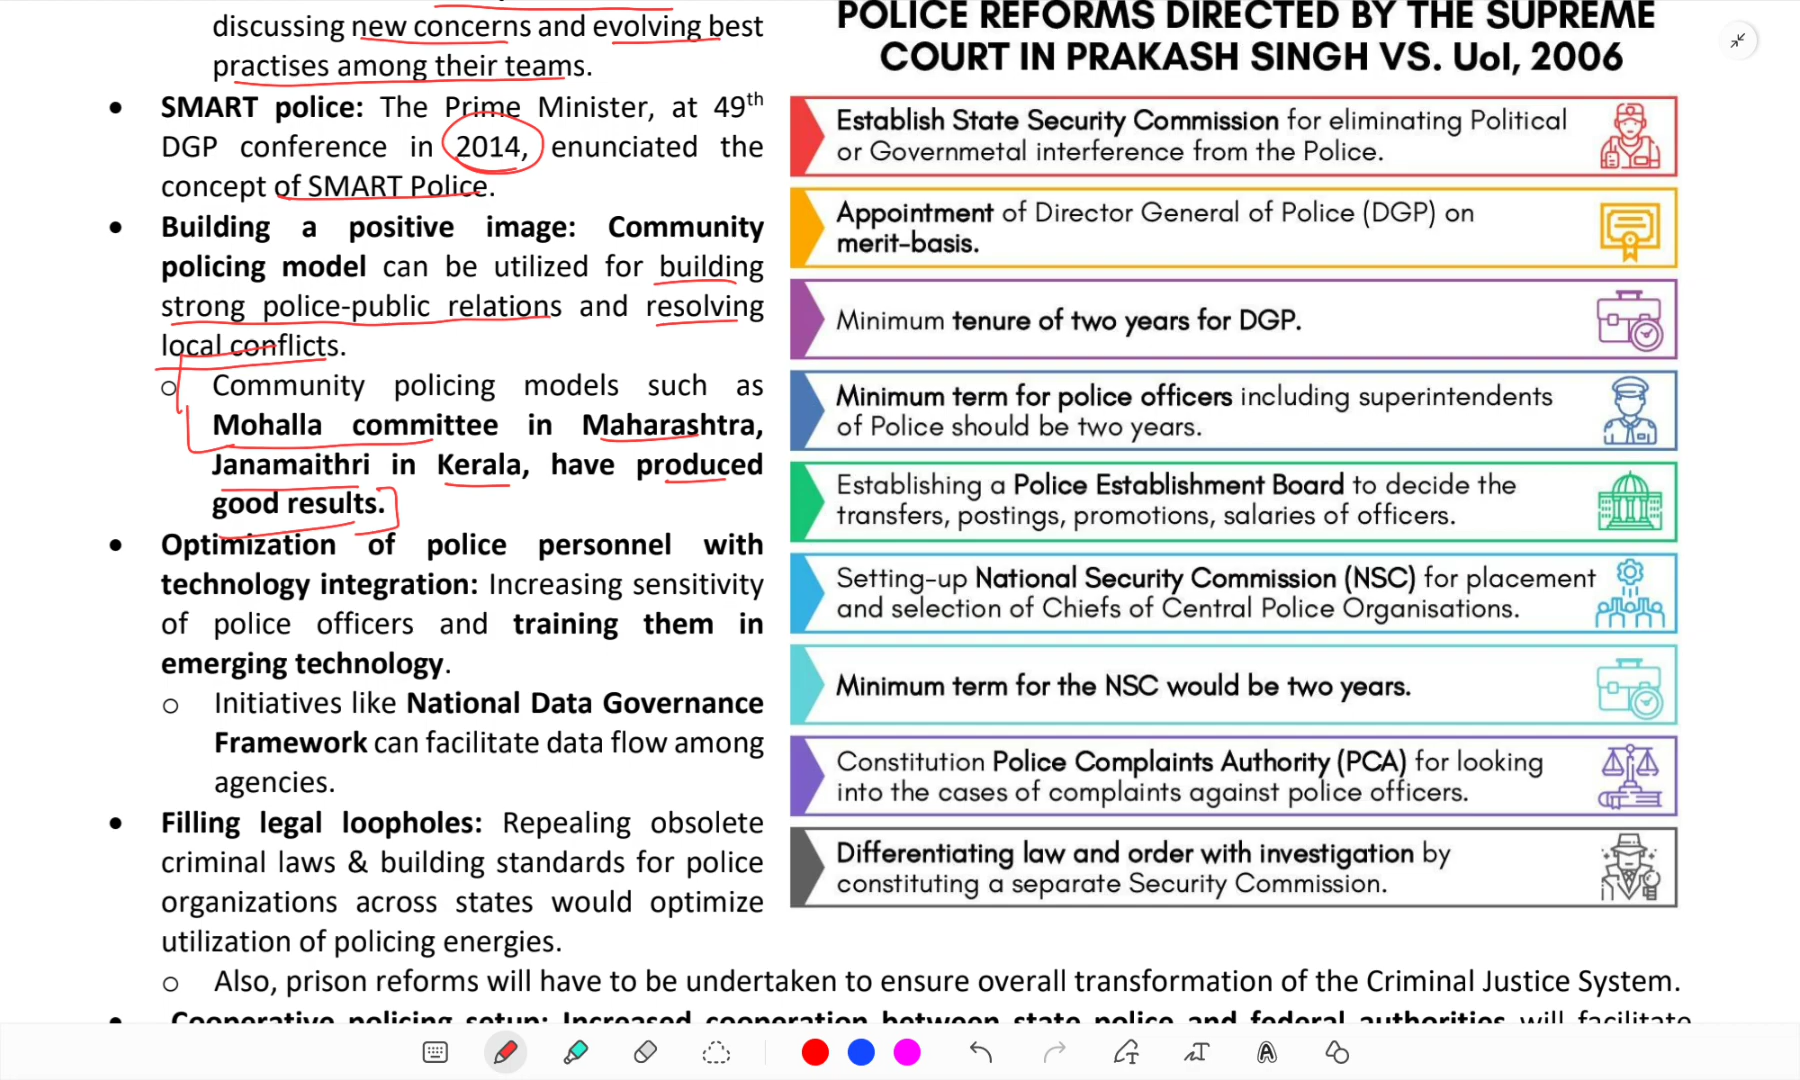 discussing new concerns and evolving best
practises among their teams.
• SMART police: The Prime Minister, at 49th
DGP conference in 2014, enunciated the
concept of SMART Police.
• Building a positive image: Community
policing model can be utilized for building
strong police-public relations and resolving
local conflicts.
o Community policing models such as
Mohalla committee in Maharashtra,
Janamaithri in Kerala, have produced
good results.
• Optimization of police personnel with
technology integration: Increasing sensitivity
of police officers and training them in
emerging technology.
o Initiatives like National Data Governance
Framework can facilitate data flow among
agencies.
• Filling legal loopholes: Repealing obsolete
criminal laws & building standards for police
organizations across states would optimize
utilization of policing energies.
o Also, prison reforms will have to be undertaken to ensure overall transformation of the Criminal Justice System.
• Cooperative policing setup: Increased cooperation between state police and federal authorities will facilitate
POLICE REFORMS DIRECTED BY THE SUPREME
COURT IN PRAKASH SINGH VS. UoI, 2006
Establish State Security Commission for eliminating Political
or Governmetal interference from the Police.
Appointment of Director General of Police (DGP) on
merit-basis.
Minimum tenure of two years for DGP.
Minimum term for police officers including superintendents
of Police should be two years.
Establishing a Police Establishment Board to decide the
transfers, postings, promotions, salaries of officers.
Setting-up National Security Commission (NSC) for placement
and selection of Chiefs of Central Police Organisations.
Minimum term for the NSC would be two years.
Constitution Police Complaints Authority (PCA) for looking
into the cases of complaints against police officers.
Differentiating law and order with investigation by
constituting a separate Security Commission.